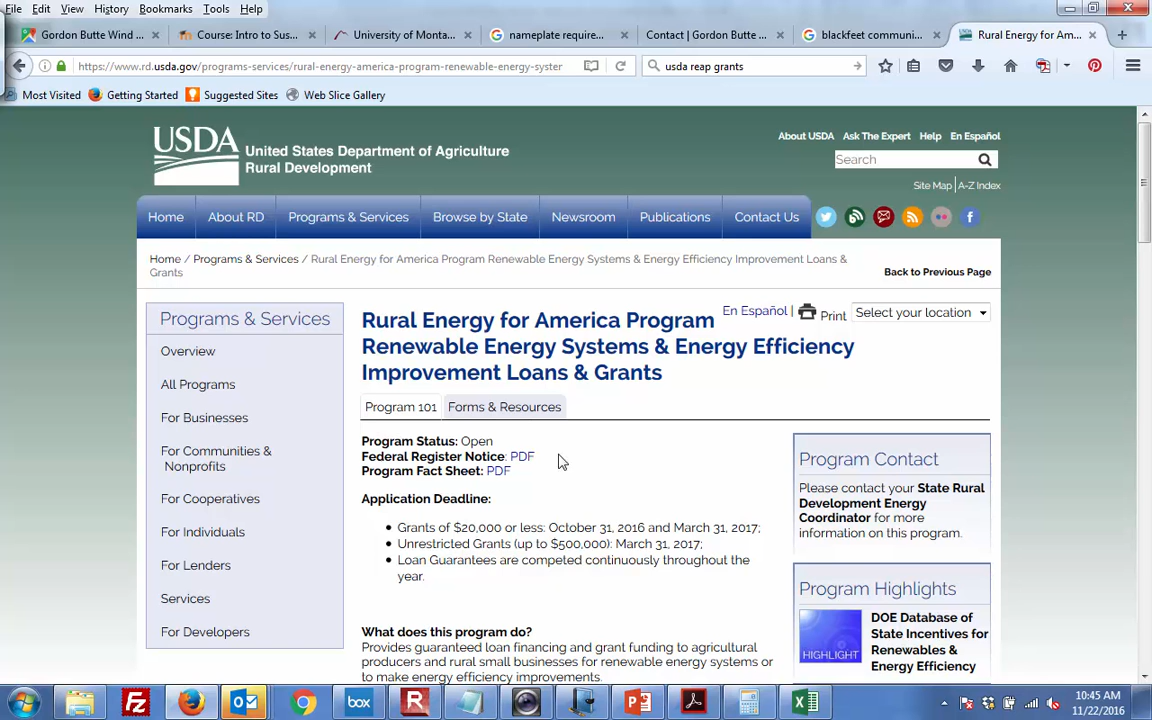 File Edit View History Bookmarks Tools Help
Gordon Butte Wind Course: Intro to Sus... University of Monta... nameplate require... Contact | Gordon Butte ... blackfeet communi... Rural Energy for Am...
https://www.rd.usda.gov/programs-services/rural-energy-america-program-renewable-energy-syster usda reap grants
Most Visited Getting Started Suggested Sites Web Slice Gallery
About USDA Ask The Expert Help En Español
USDA United States Department of Agriculture
Rural Development
Search
Site Map | A-Z Index
Home About RD Programs & Services Browse by State Newsroom Publications Contact Us
Home / Programs & Services / Rural Energy for America Program Renewable Energy Systems & Energy Efficiency Improvement Loans &
Grants
Back to Previous Page
Programs & Services
Overview
All Programs
For Businesses
For Communities &
Nonprofits
For Cooperatives
For Individuals
For Lenders
Services
For Developers
En Español | Print Select your location
Rural Energy for America Program
Renewable Energy Systems & Energy Efficiency
Improvement Loans & Grants
Program 101 Forms & Resources
Program Status: Open
Federal Register Notice: PDF
Program Fact Sheet: PDF
Application Deadline:
Grants of $20,000 or less: October 31, 2016 and March 31, 2017;
Unrestricted Grants (up to $500,000): March 31, 2017;
Loan Guarantees are competed continuously throughout the
year.
What does this program do?
Provides guaranteed loan financing and grant funding to agricultural
producers and rural small businesses for renewable energy systems or
to make energy efficiency improvements.
Program Contact
Please contact your State Rural
Development Energy
Coordinator for more
information on this program.
Program Highlights
HIGHLIGHT
DOE Database of
State Incentives for
Renewables &
Energy Efficiency
box
10:45 AM
11/22/2016